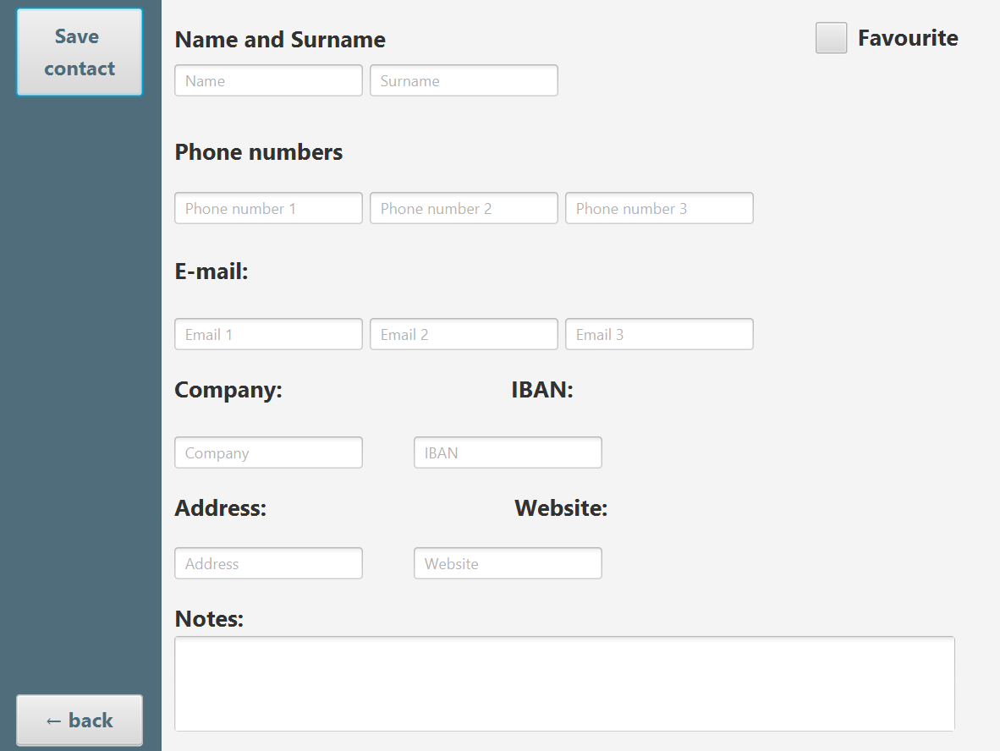 Save
contact
Name and Surname
Favourite
Name Surname
Phone numbers
Phone number 1 Phone number 2 Phone number 3
E-mail:
Email 1 Email 2 Email 3
Company: IBAN:
Company IBAN
Address: Website:
Address Website
Notes:
← back